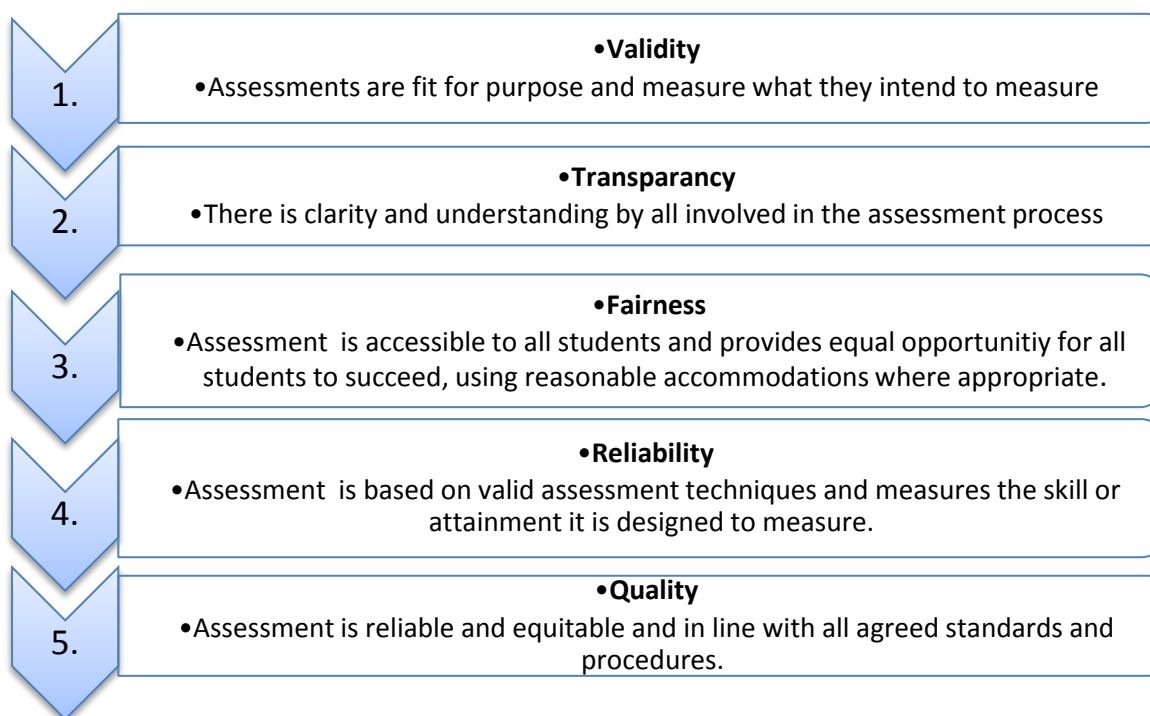 1.
•Validity
•Assessments are fit for purpose and measure what they intend to measure
2.
•Transparancy
•There is clarity and understanding by all involved in the assessment process
3.
•Fairness
•Assessment  is accessible to all students and provides equal opportunitiy for all
students to succeed, using reasonable accommodations where appropriate.
4.
•Reliability
•Assessment  is based on valid assessment techniques and measures the skill or
attainment it is designed to measure.
5.
•Quality
•Assessment is reliable and equitable and in line with all agreed standards and
procedures.